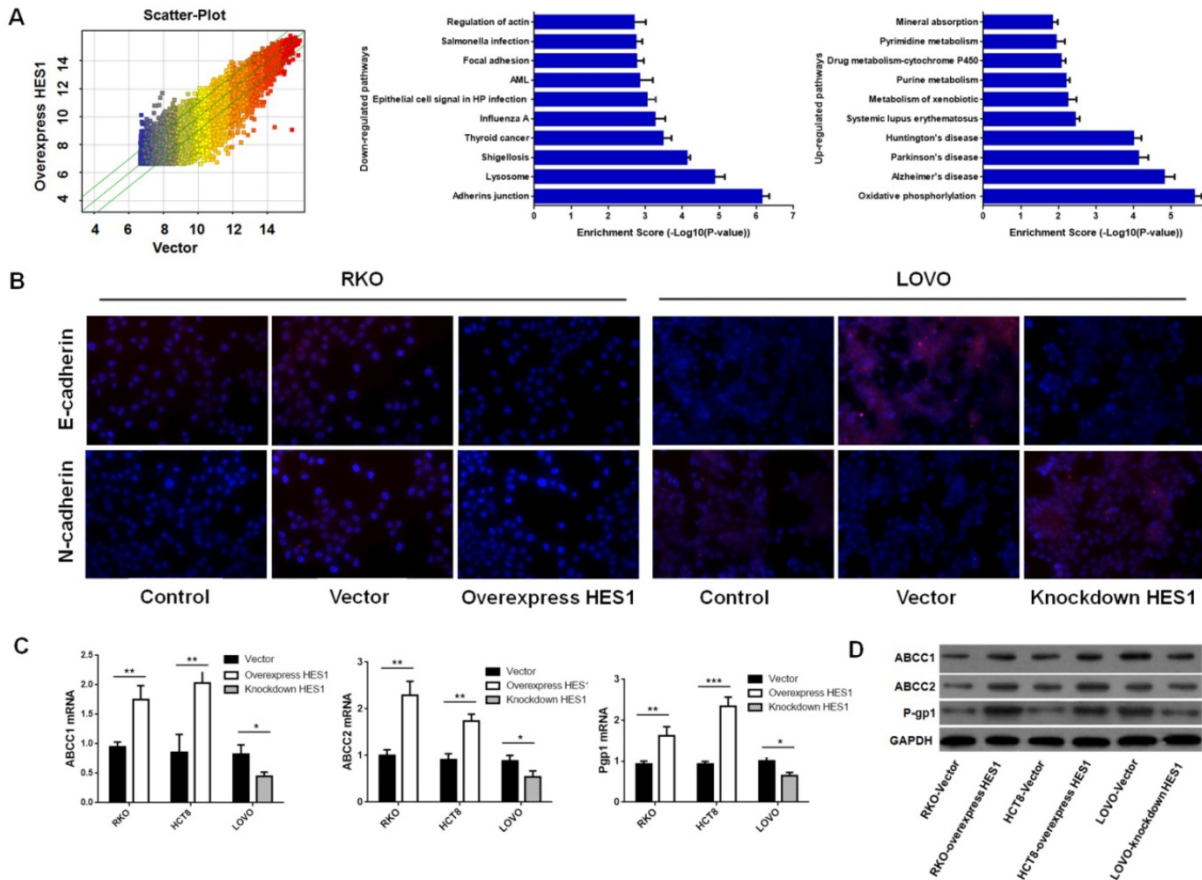 A
Scatter-Plot
Overexpress HES1
14
12
10
8
6
4
4 6 8 10 12 14
Vector
Down-regulated pathways
Regulation of actin
Salmonella infection
Focal adhesion
AML
Epithelial cell signal in HP infection
Influenza A
Thyroid cancer
Shigellosis
Lysosome
Adherins junction
0 1 2 3 4 5 6 7
Enrichment Score (-Log10(P-value))
Up-regulated pathways
Mineral absorption
Pyrimidine metabolism
Drug metabolism-cytochrome P450
Purine metabolism
Metabolism of xenobiotic
Systemic lupus erythematosus
Huntington's disease
Parkinson's disease
Alzheimer's disease
Oxidative phosphorylation
0 1 2 3 4 5
Enrichment Score (-Log10(P-value))
B
RKO LOVO
E-cadherin
N-cadherin
Control Vector Overexpress HES1 Control Vector Knockdown HES1
C
ABCC1 mRNA
2.5
2.0
1.5
1.0
0.5
0.0
** ** *
Vector
Overexpress HES1
Knockdown HES1
RKO HCT8 LOVO
ABCC2 mRNA
3
2
1
0
** ** *
Vector
Overexpress HES1
Knockdown HES1
RKO HCT8 LOVO
Pgp1 mRNA
3
2
1
0
** *** *
Vector
Overexpress HES1
Knockdown HES1
RKO HCT8 LOVO
D
ABCC1
ABCC2
P-gp1
GAPDH
RKO-Vector
RKO-overexpress HES1
HCT8-Vector
HCT8-overexpress HES1
LOVO-Vector
LOVO-knockdown HES1